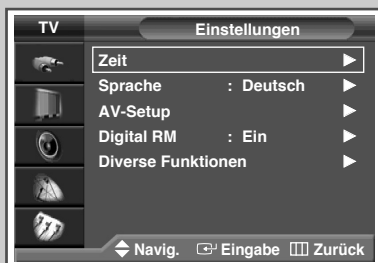 TV
Einstellungen
Zeit
Sprache : Deutsch
AV-Setup
Digital RM : Ein
Diverse Funktionen
Navig. Eingabe Zurück